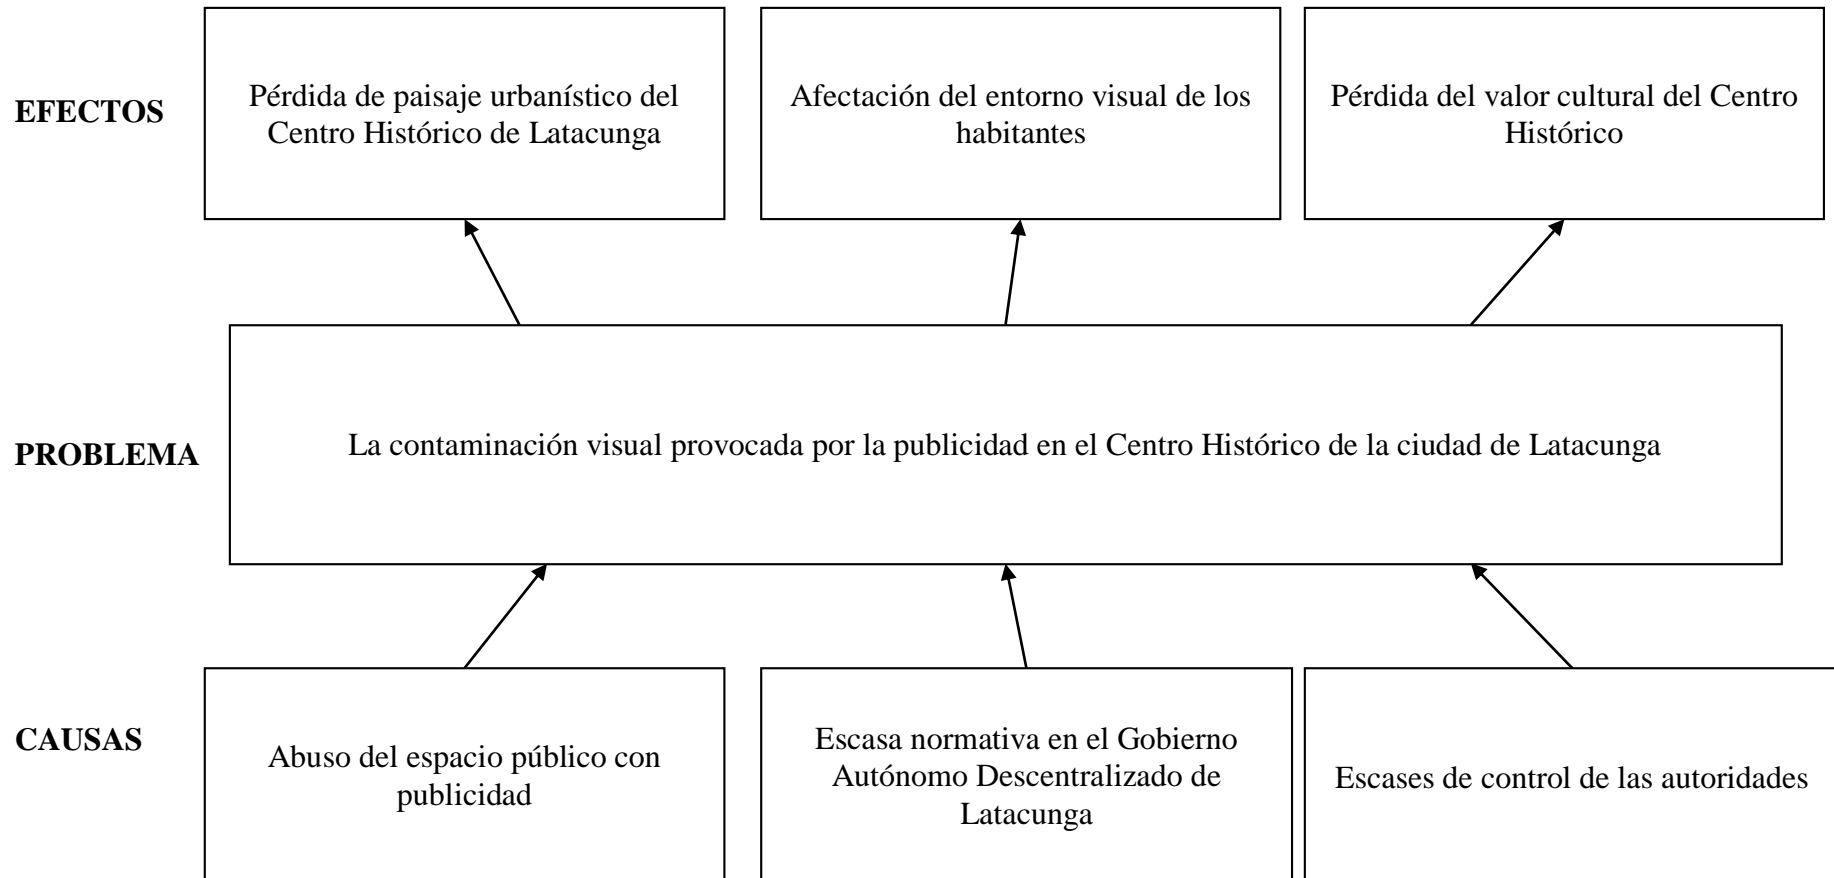 EFECTOS
Pérdida de paisaje urbanístico del
Centro Histórico de Latacunga
Afectación del entorno visual de los
habitantes
Pérdida del valor cultural del Centro
Histórico
PROBLEMA
La contaminación visual provocada por la publicidad en el Centro Histórico de la ciudad de Latacunga
CAUSAS
Abuso del espacio público con
publicidad
Escasa normativa en el Gobierno
Autónomo Descentralizado de
Latacunga
Escases de control de las autoridades